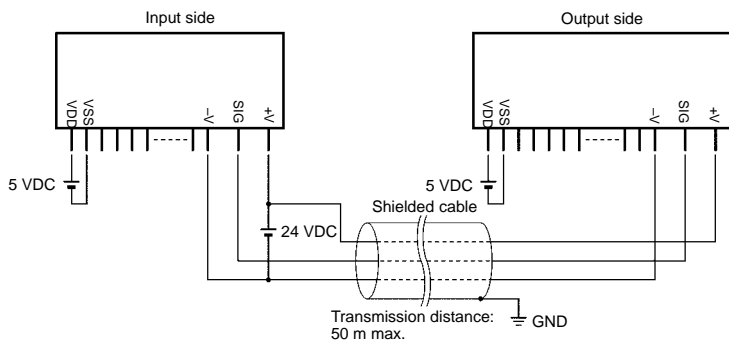 Input side
Output side
VDD
VSS
–V
SIG
+V
VDD
VSS
–V
SIG
+V
5 VDC
5 VDC
Shielded cable
24 VDC
Transmission distance:
50 m max.
GND